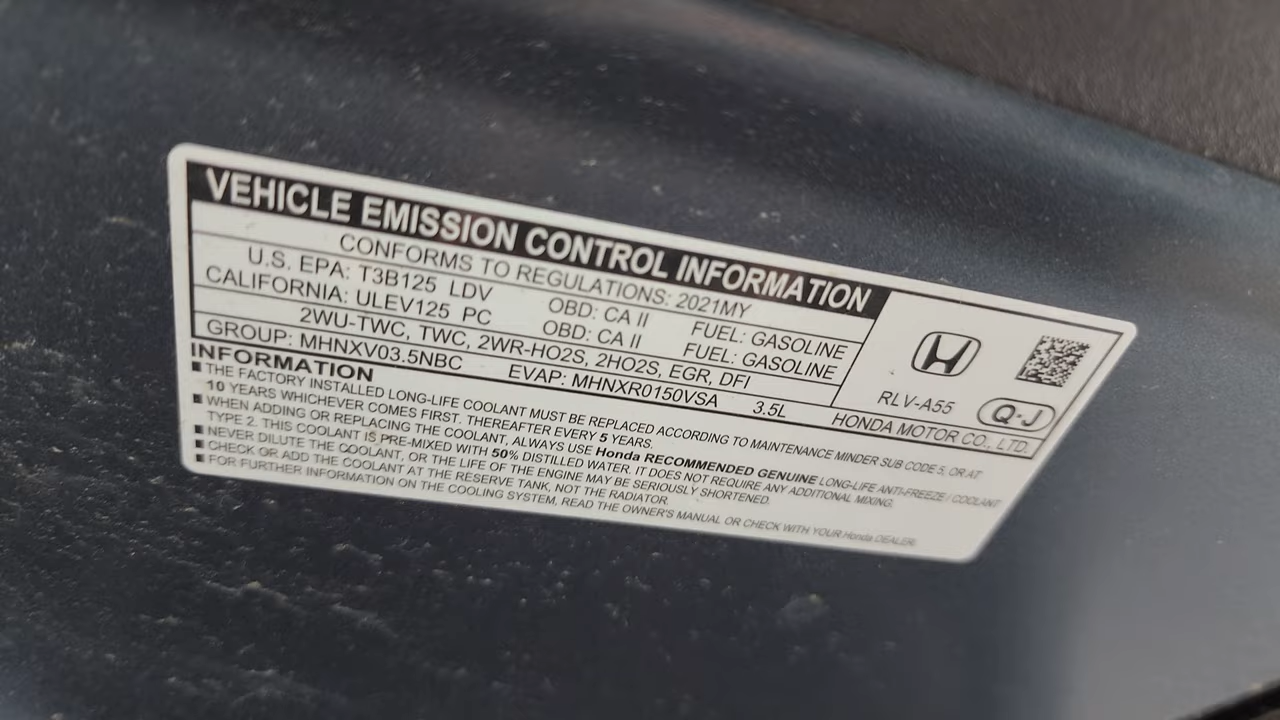 VEHICLE EMISSION CONTROL INFORMATION
CONFORMS TO REGULATIONS: 2021MY
U.S. EPA: T3B125 LDV OBD: CA II FUEL: GASOLINE
CALIFORNIA: ULEV125 PC OBD: CA II FUEL: GASOLINE
2WU-TWC, TWC, 2WR-HO2S, 2HO2S, EGR, DFI
GROUP: MHNXV03.5NBC EVAP: MHNXR0150VSA 3.5L HONDA MOTOR CO., LTD.
RLV-A55
Q-J
INFORMATION
■ THE FACTORY INSTALLED LONG-LIFE COOLANT MUST BE REPLACED ACCORDING TO MAINTENANCE MINDER SUB CODE 5, OR AT
10 YEARS WHICHEVER COMES FIRST. THEREAFTER EVERY 5 YEARS.
■ WHEN ADDING OR REPLACING THE COOLANT, ALWAYS USE Honda RECOMMENDED GENUINE LONG-LIFE ANTI-FREEZE / COOLANT
TYPE 2. THIS COOLANT IS PRE-MIXED WITH 50% DISTILLED WATER. IT DOES NOT REQUIRE ANY ADDITIONAL MIXING.
■ NEVER DILUTE THE COOLANT, OR THE LIFE OF THE ENGINE MAY BE SERIOUSLY SHORTENED.
■ CHECK OR ADD THE COOLANT AT THE RESERVE TANK, NOT THE RADIATOR.
■ FOR FURTHER INFORMATION ON THE COOLING SYSTEM, READ THE OWNER'S MANUAL OR CHECK WITH YOUR Honda DEALER.